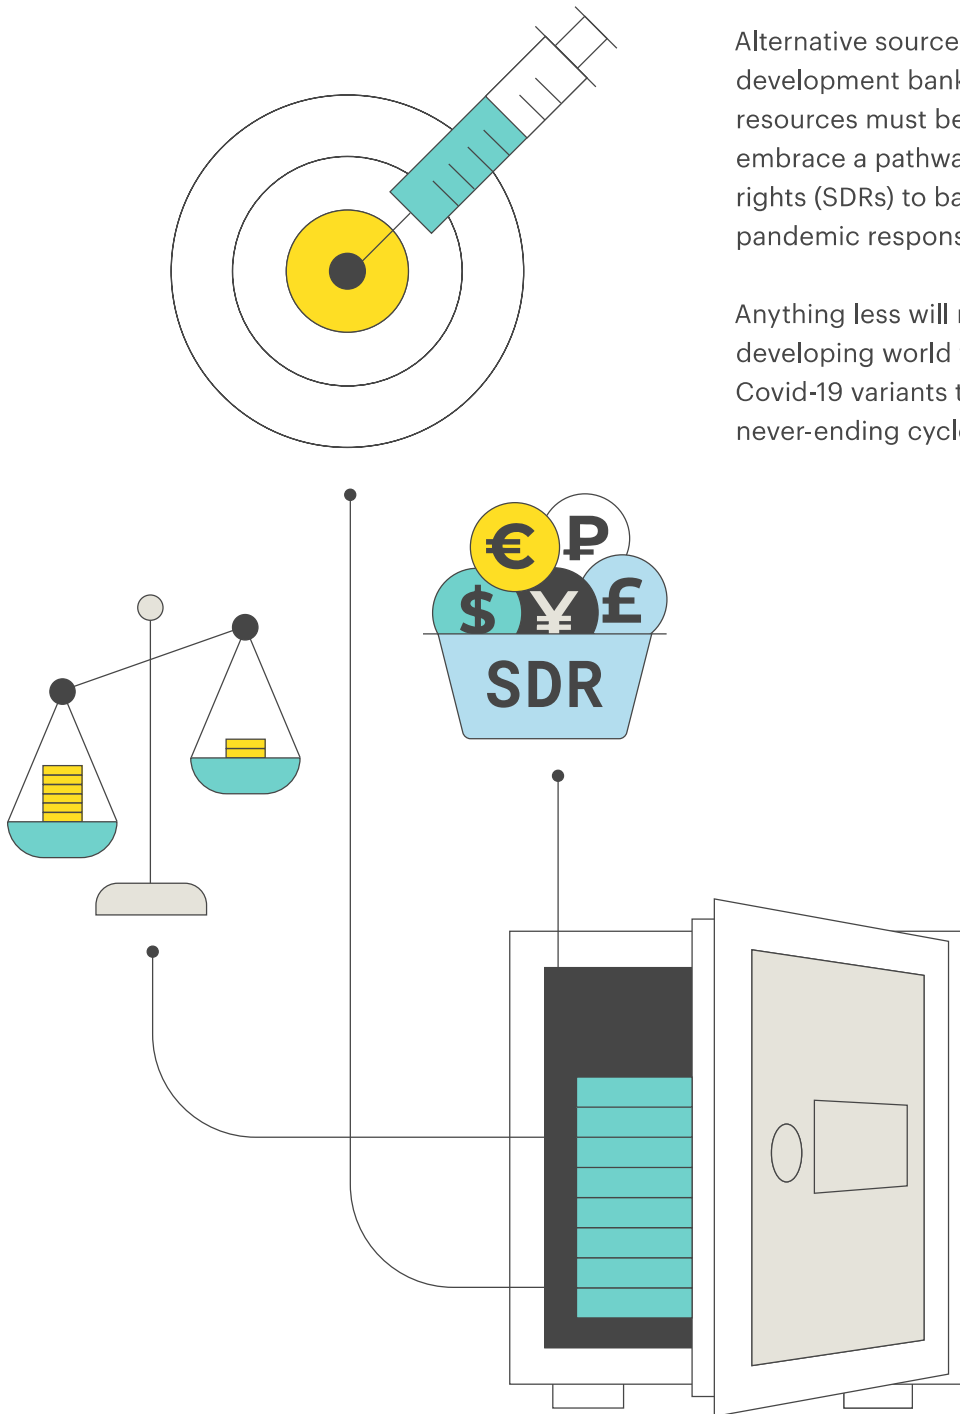 Alternative source
development bank
resources must be
embrace a pathwa
rights (SDRs) to ba
pandemic respons
Anything less will
developing world
Covid-19 variants
never-ending cycl
€ ₽
$ ¥ £
SDR